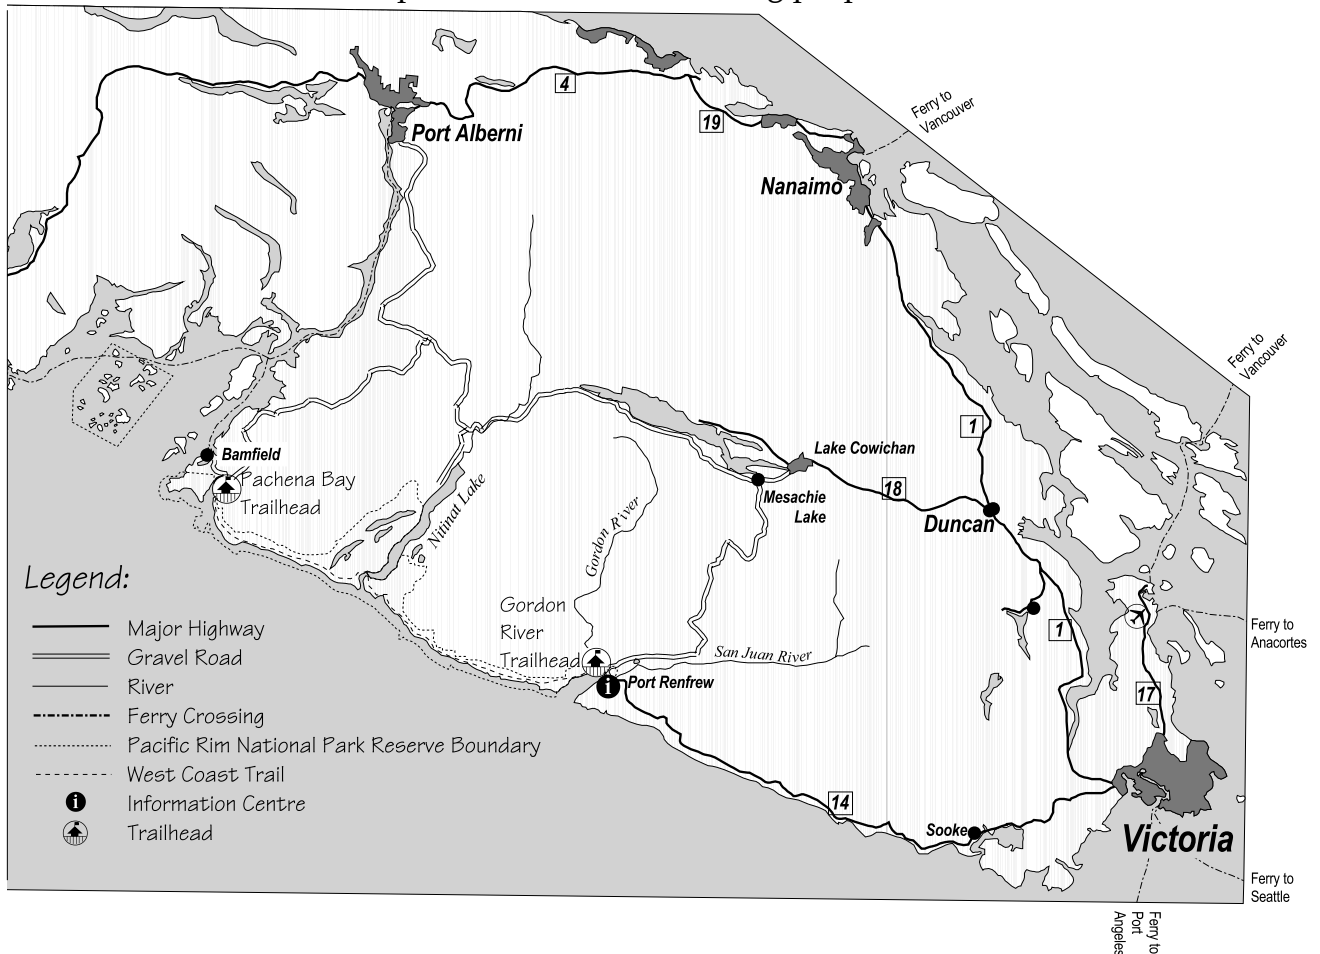 4
19
Port Alberni
Nanaimo
Ferry to
Vancouver
Ferry to
Vancouver
1
Lake Cowichan
18
Mesachie
Lake
Duncan
Bamfield
Pachena Bay
Trailhead
Nitinat Lake
Gordon River
Gordon
River
Trailhead
San Juan River
i
Port Renfrew
1
17
Ferry to
Anacortes
14
Sooke
Victoria
Ferry to
Seattle
Ferry to
Port
Angeles
Legend:
Major Highway
Gravel Road
River
Ferry Crossing
Pacific Rim National Park Reserve Boundary
West Coast Trail
i
Information Centre
Trailhead